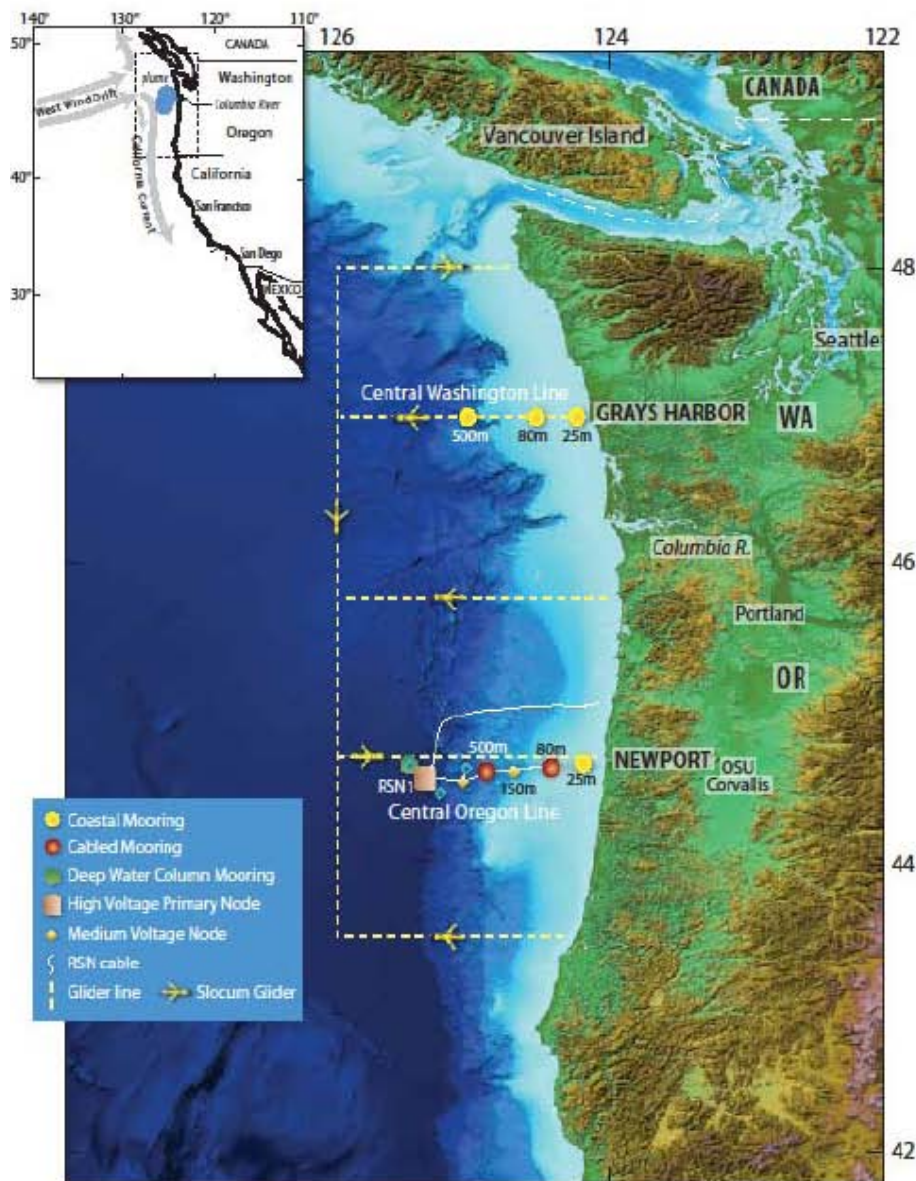 140°
130°
120°
110°
50°
40°
30°
CANADA
Washington
plume
Columbia River
West Wind Drift
Oregon
California Current
California
San Francisco
San Diego
MEXICO
126
124
122
CANADA
Vancouver Island
48
Seattle
Central Washington Line
500m
80m
25m
GRAYS HARBOR
WA
46
Columbia R.
Portland
OR
500m
80m
NEWPORT
OSU
Corvallis
RSN1
150m
25m
Central Oregon Line
44
Coastal Mooring
Cabled Mooring
Deep Water Column Mooring
High Voltage Primary Node
Medium Voltage Node
RSN cable
Glider line
Slocum Glider
42